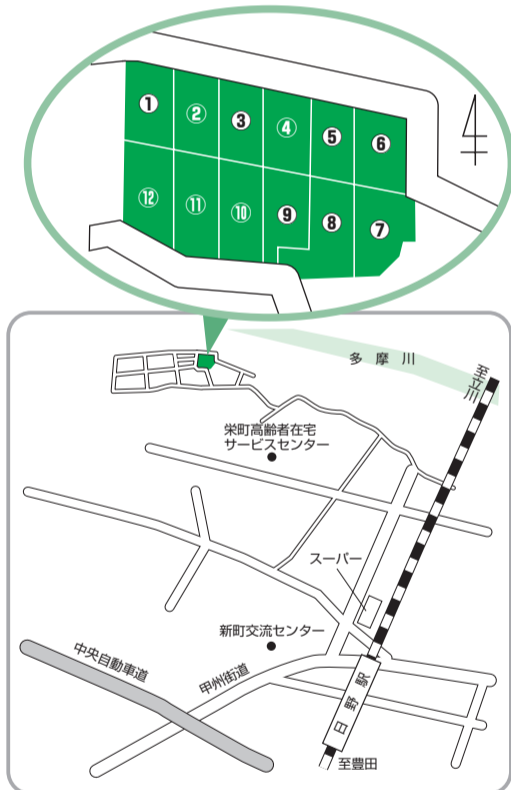 ①
②
③
④
⑤
⑥
⑫
⑪
⑩
⑨
⑧
⑦
多摩川
至立川
栄町高齢者在宅
サービスセンター
スーパー
新町交流センター
中央自動車道
甲州街道
日野駅
至豊田